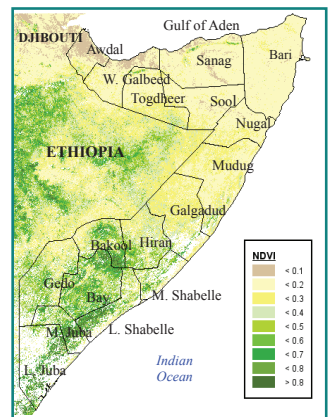 Gulf of Aden
DJIBOUTI
Awdal
Sanag
Bari
W. Galbeed
Togdheer
Sool
Nugal
ETHIOPIA
Mudug
Galgadud
Bakool
Hiran
Gedo
Bay
M. Shabelle
M. Juba
L. Shabelle
L. Juba
Indian
Ocean
NDVI
< 0.1
< 0.2
< 0.3
< 0.4
< 0.5
< 0.6
< 0.7
< 0.8
> 0.8